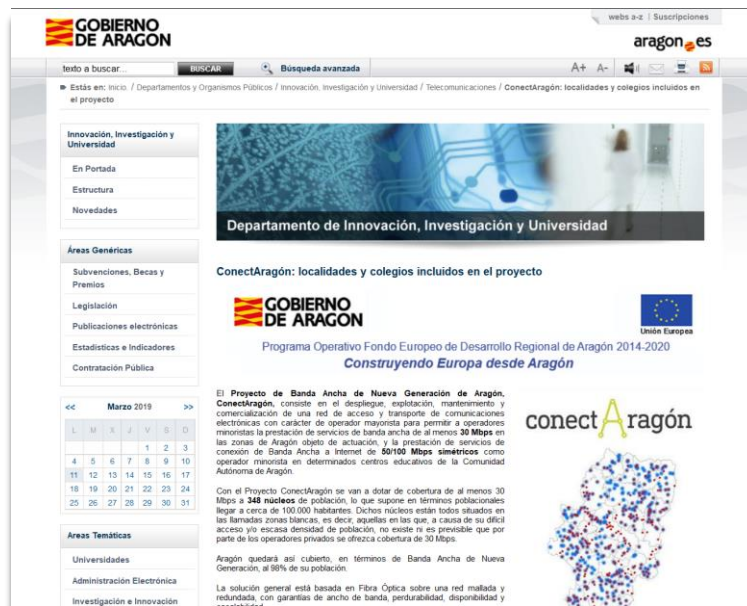 GOBIERNO
DE ARAGON
webs a-z | Suscripciones
aragon es
texto a buscar...
BUSCAR
Búsqueda avanzada
A+ A-
Estás en: Inicio / Departamentos y Organismos Públicos / Innovación, Investigación y Universidad / Telecomunicaciones / ConectAragón: localidades y colegios incluidos en
el proyecto
Innovación, Investigación y
Universidad
En Portada
Estructura
Novedades
Áreas Genéricas
Subvenciones, Becas y
Premios
Legislación
Publicaciones electrónicas
Estadísticas e Indicadores
Contratación Pública
<< Marzo 2019 >>
L M X J V S D
1 2 3
4 5 6 7 8 9 10
11 12 13 14 15 16 17
18 19 20 21 22 23 24
25 26 27 28 29 30 31
Areas Temáticas
Universidades
Administración Electrónica
Investigación e Innovación
Departamento de Innovación, Investigación y Universidad
ConectAragón: localidades y colegios incluidos en el proyecto
GOBIERNO
DE ARAGON
Unión Europea
Programa Operativo Fondo Europeo de Desarrollo Regional de Aragón 2014-2020
Construyendo Europa desde Aragón
El Proyecto de Banda Ancha de Nueva Generación de Aragón,
ConectAragón, consiste en el despliegue, explotación, mantenimiento y
comercialización de una red de acceso y transporte de comunicaciones
electrónicas con carácter de operador mayorista para permitir a operadores
minoristas la prestación de servicios de banda ancha de al menos 30 Mbps en
las zonas de Aragón objeto de actuación, y la prestación de servicios de
conexión de Banda Ancha a Internet de 50/100 Mbps simétricos como
operador minorista en determinados centros educativos de la Comunidad
Autónoma de Aragón.
Con el Proyecto ConectAragón se van a dotar de cobertura de al menos 30
Mbps a 348 núcleos de población, lo que supone en términos poblacionales
llegar a cerca de 100.000 habitantes. Dichos núcleos están todos situados en
las llamadas zonas blancas, es decir, aquellas en las que, a causa de su difícil
acceso y/o escasa densidad de población, no existe ni es previsible que por
parte de los operadores privados se ofrezca cobertura de 30 Mbps.
Aragón quedará así cubierto, en términos de Banda Ancha de Nueva
Generación, al 98% de su población.
La solución general está basada en Fibra Óptica sobre una red mallada y
redundada, con garantías de ancho de banda, perdurabilidad, disponibilidad y
conectAragón